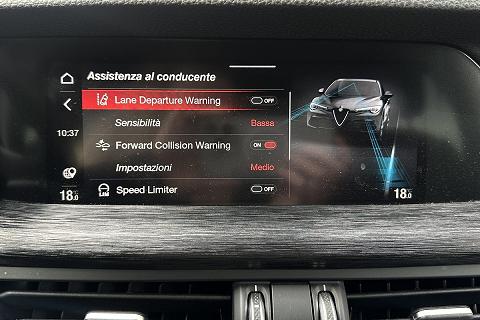 Assistenza al conducente
Lane Departure Warning OFF
Sensibilità Bassa
10:37
Forward Collision Warning ON
Impostazioni Medio
Speed Limiter OFF
18.0
18.0